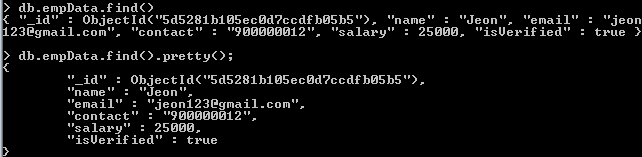 > db.empData.find()
{ "_id" : ObjectId("5d5281b105ec0d7ccdfb05b5"), "name" : "Jeon", "email" : "jeon
123@gmail.com", "contact" : "900000012", "salary" : 25000, "isVerified" : true }
> db.empData.find().pretty();
{
        "_id" : ObjectId("5d5281b105ec0d7ccdfb05b5"),
        "name" : "Jeon",
        "email" : "jeon123@gmail.com",
        "contact" : "900000012",
        "salary" : 25000,
        "isVerified" : true
}